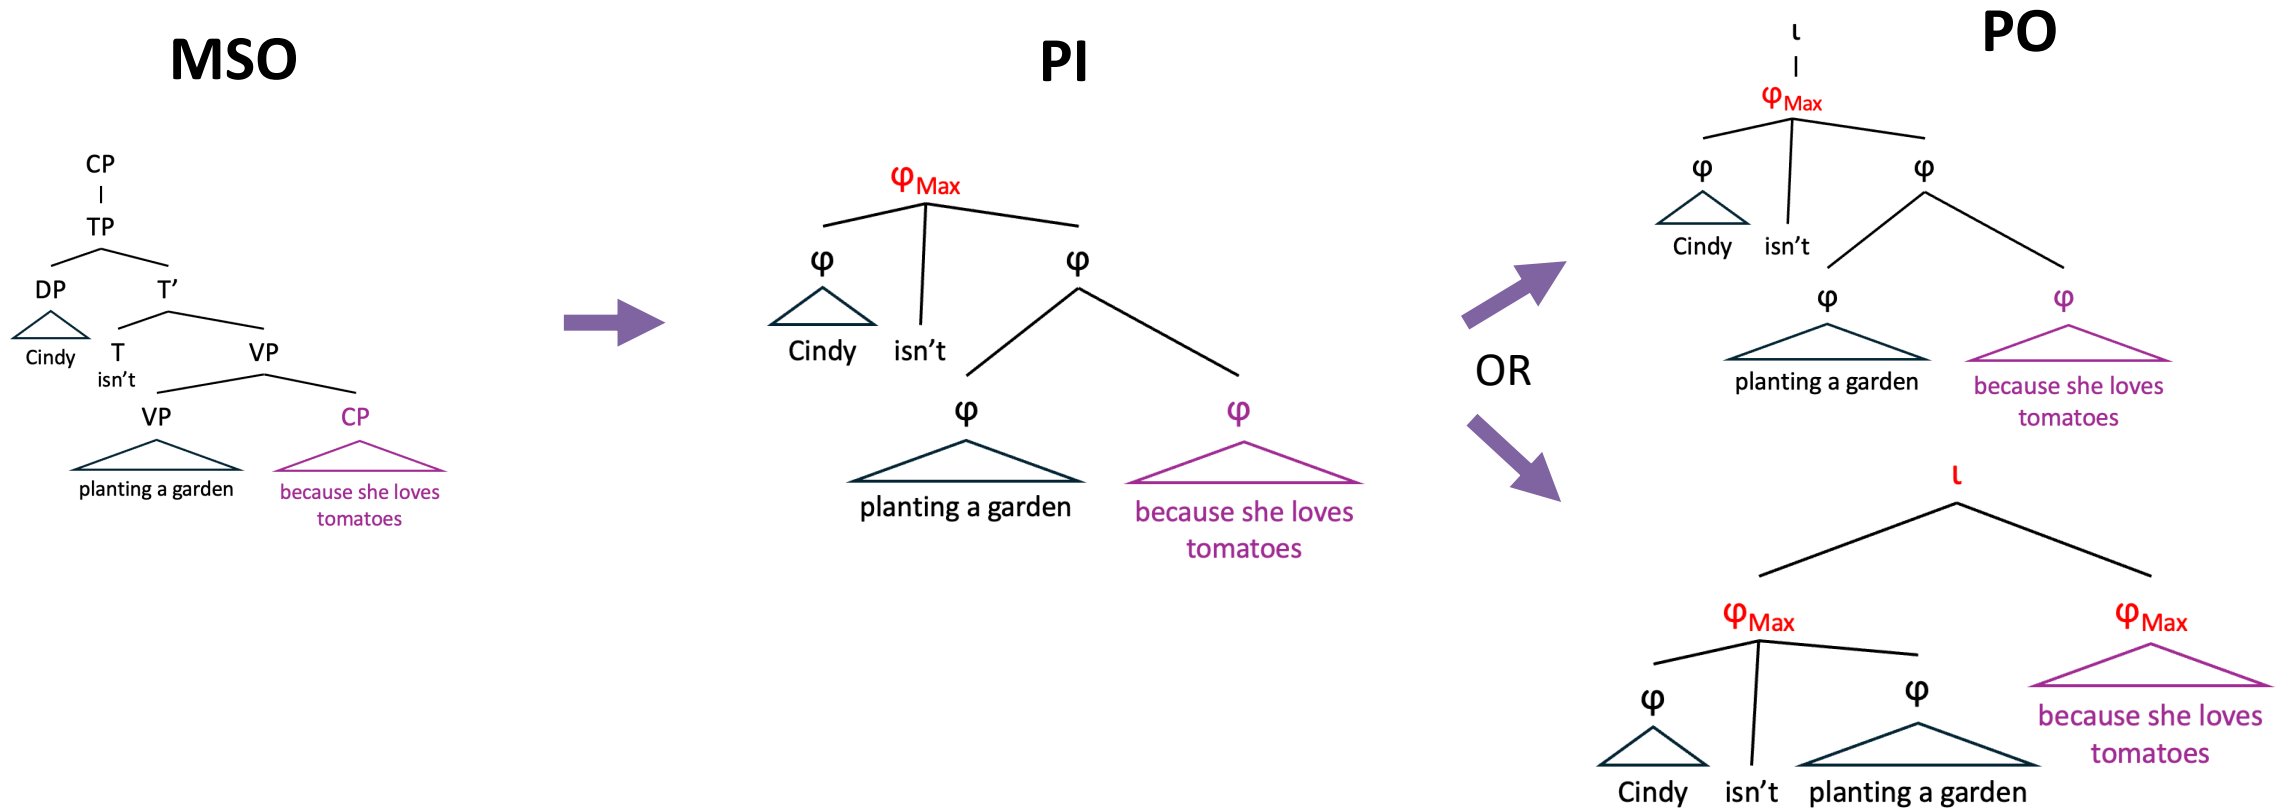 MSO
CP
TP
DP T’
Cindy
T VP
isn’t
VP CP
planting a garden
because she loves
tomatoes
PI
φMax
φ φ
Cindy isn’t
φ φ
planting a garden
because she loves
tomatoes
OR
PO
ι
φMax
φ φ
Cindy isn’t
φ φ
planting a garden
because she loves
tomatoes
ι
φMax φMax
φ φ
because she loves
tomatoes
Cindy isn’t planting a garden